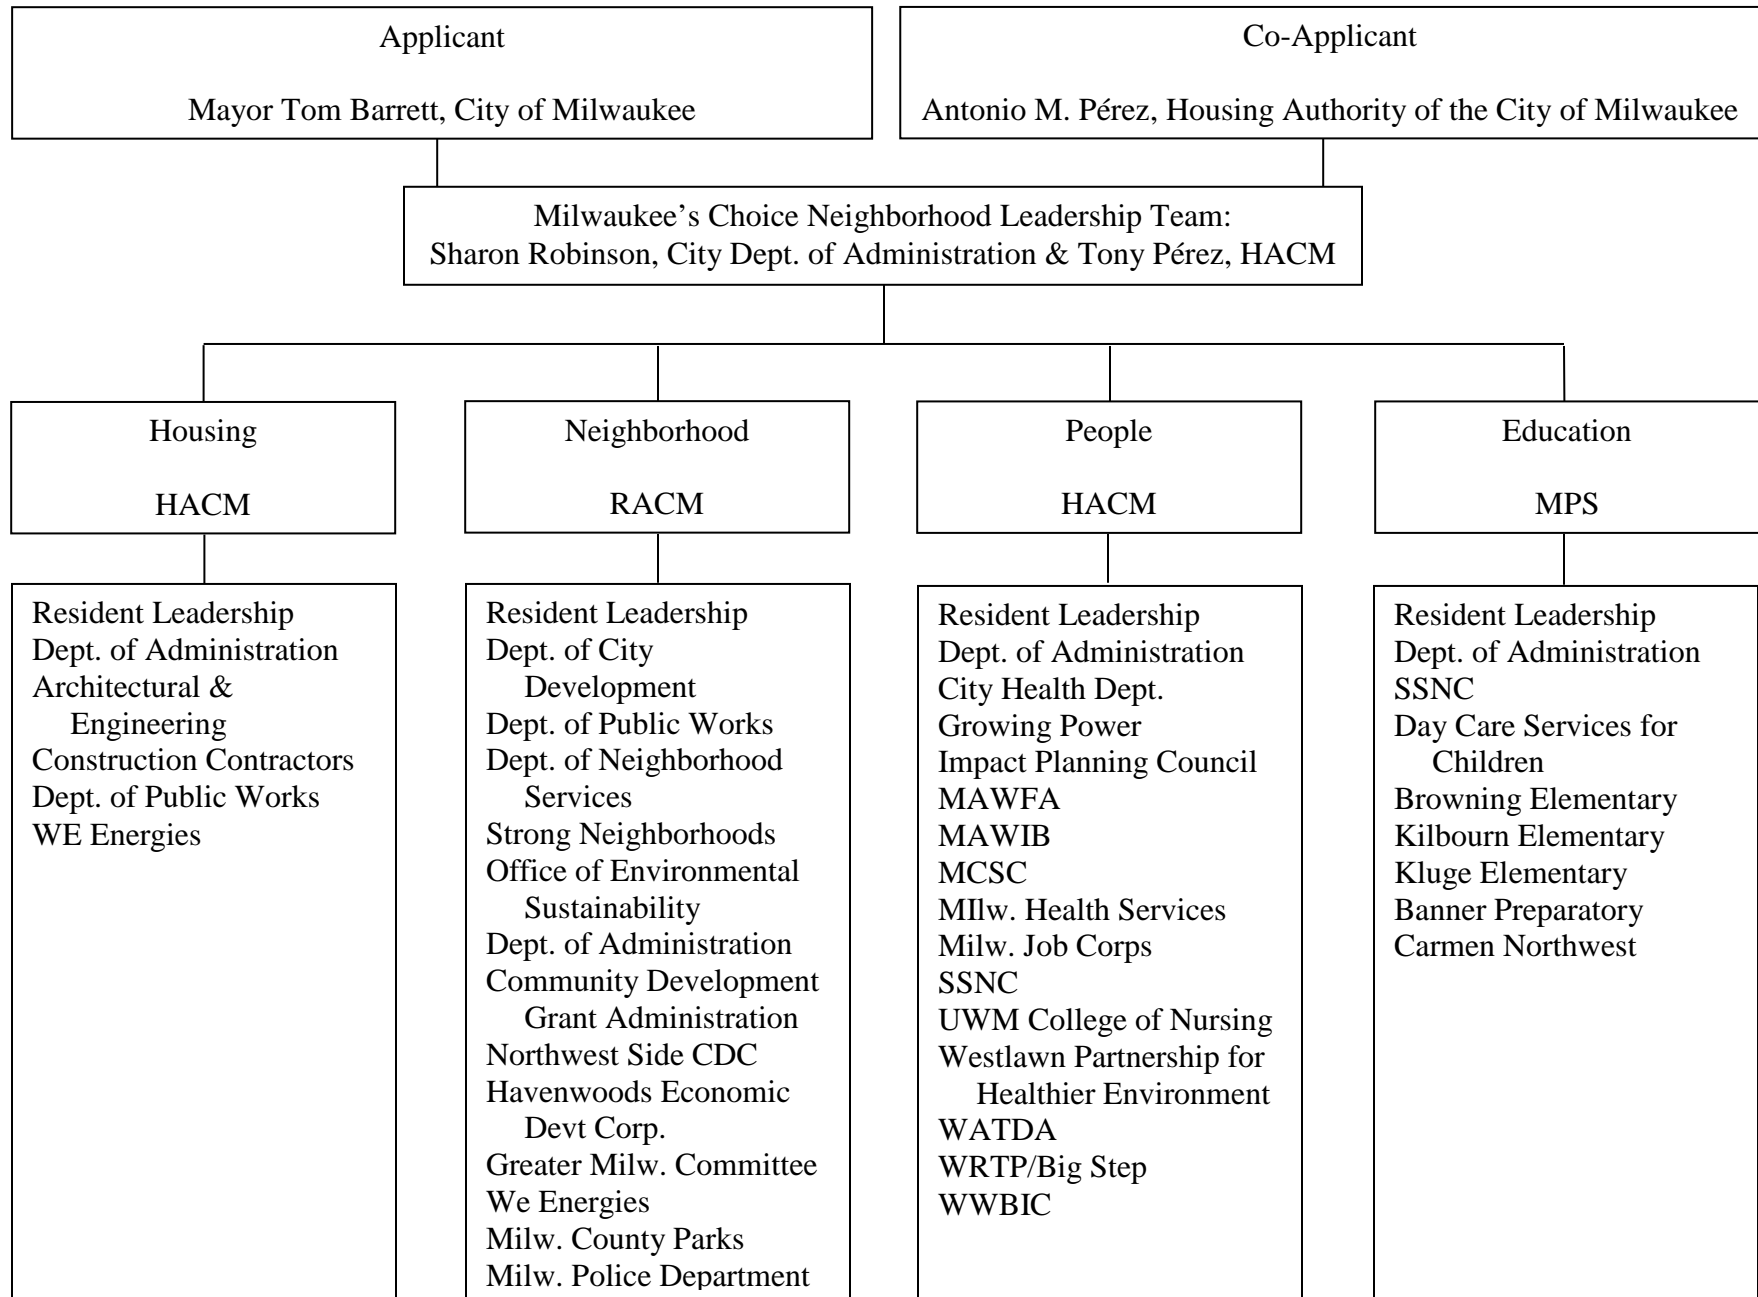 Applicant
Mayor Tom Barrett, City of Milwaukee
Co-Applicant
Antonio M. Pérez, Housing Authority of the City of Milwaukee
Milwaukee’s Choice Neighborhood Leadership Team:
Sharon Robinson, City Dept. of Administration & Tony Pérez, HACM
Housing
HACM
Neighborhood
RACM
People
HACM
Education
MPS
Resident Leadership
Dept. of Administration
Architectural &
Engineering
Construction Contractors
Dept. of Public Works
WE Energies
Resident Leadership
Dept. of City
Development
Dept. of Public Works
Dept. of Neighborhood
Services
Strong Neighborhoods
Office of Environmental
Sustainability
Dept. of Administration
Community Development
Grant Administration
Northwest Side CDC
Havenwoods Economic
Devt Corp.
Greater Milw. Committee
We Energies
Milw. County Parks
Milw. Police Department
Resident Leadership
Dept. of Administration
City Health Dept.
Growing Power
Impact Planning Council
MAWFA
MAWIB
MCSC
MIlw. Health Services
Milw. Job Corps
SSNC
UWM College of Nursing
Westlawn Partnership for
Healthier Environment
WATDA
WRTP/Big Step
WWBIC
Resident Leadership
Dept. of Administration
SSNC
Day Care Services for
Children
Browning Elementary
Kilbourn Elementary
Kluge Elementary
Banner Preparatory
Carmen Northwest